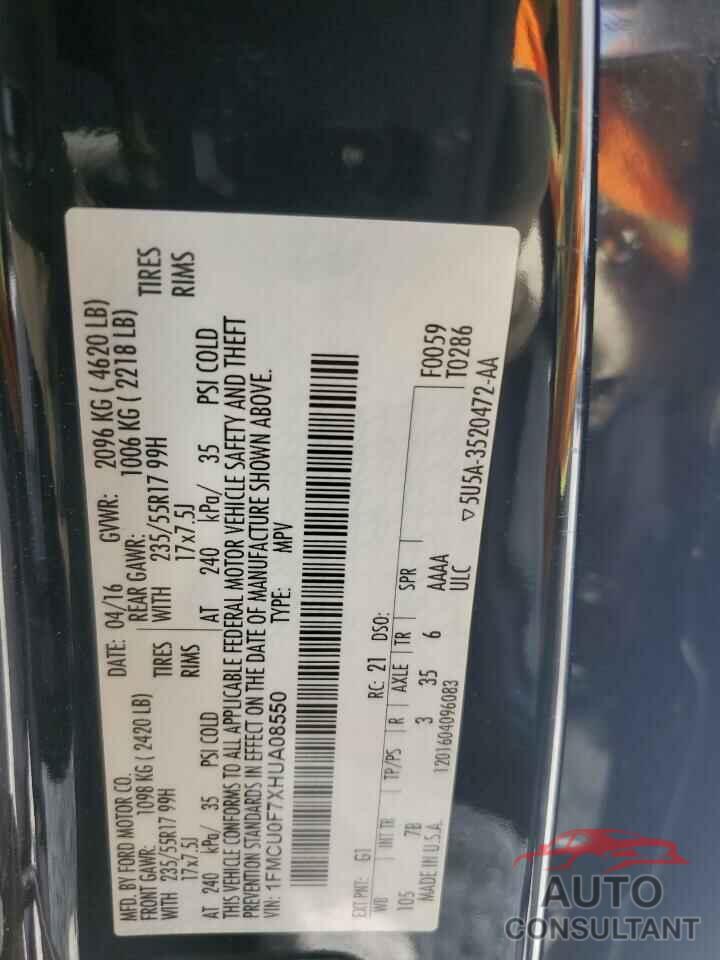 MFD. BY FORD MOTOR CO.
DATE: 04/16 GVWR: 2096 KG ( 4620 LB)
FRONT GAWR: 1098 KG ( 2420 LB)
REAR GAWR: 1006 KG ( 2218 LB)
WITH 235/55R17 99H TIRES
WITH 235/55R17 99H TIRES
17x7.5J RIMS
17x7.5J RIMS
AT 240 kPa/ 35 PSI COLD
AT 240 kPa/ 35 PSI COLD
THIS VEHICLE CONFORMS TO ALL APPLICABLE FEDERAL MOTOR VEHICLE SAFETY AND THEFT
PREVENTION STANDARDS IN EFFECT ON THE DATE OF MANUFACTURE SHOWN ABOVE.
VIN: 1FMCU0F7XHUA08550
TYPE: MPV
F0059
T0286
EXT PNT: G1 RC: 21 DSO:
WB INT TR TP/PS R AXLE TR SPR
105 7B 3 35 6 AAAA
ULC
MADE IN U.S.A. 1201604096083
▽5U5A-3520472-AA
AUTO
CONSULTANT